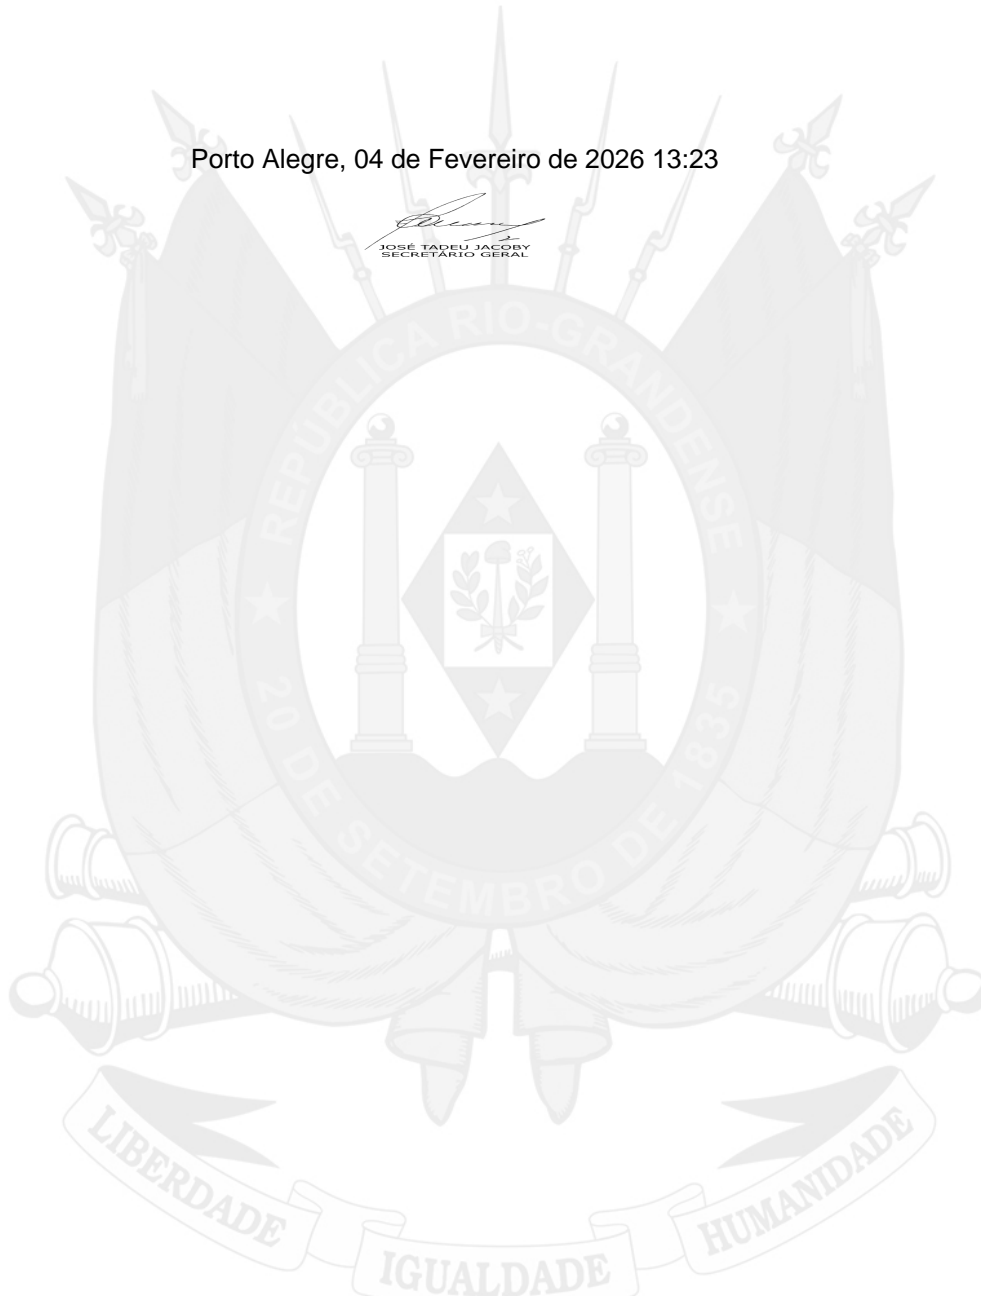 Porto Alegre, 04 de Fevereiro de 2026 13:23
JOSÉ TADEU JACOBY
SECRETÁRIO GERAL
REPÚBLICA RIO-GRANDENSE
20 DE SETEMBRO DE 1835
LIBERDADE
IGUALDADE
HUMANIDADE